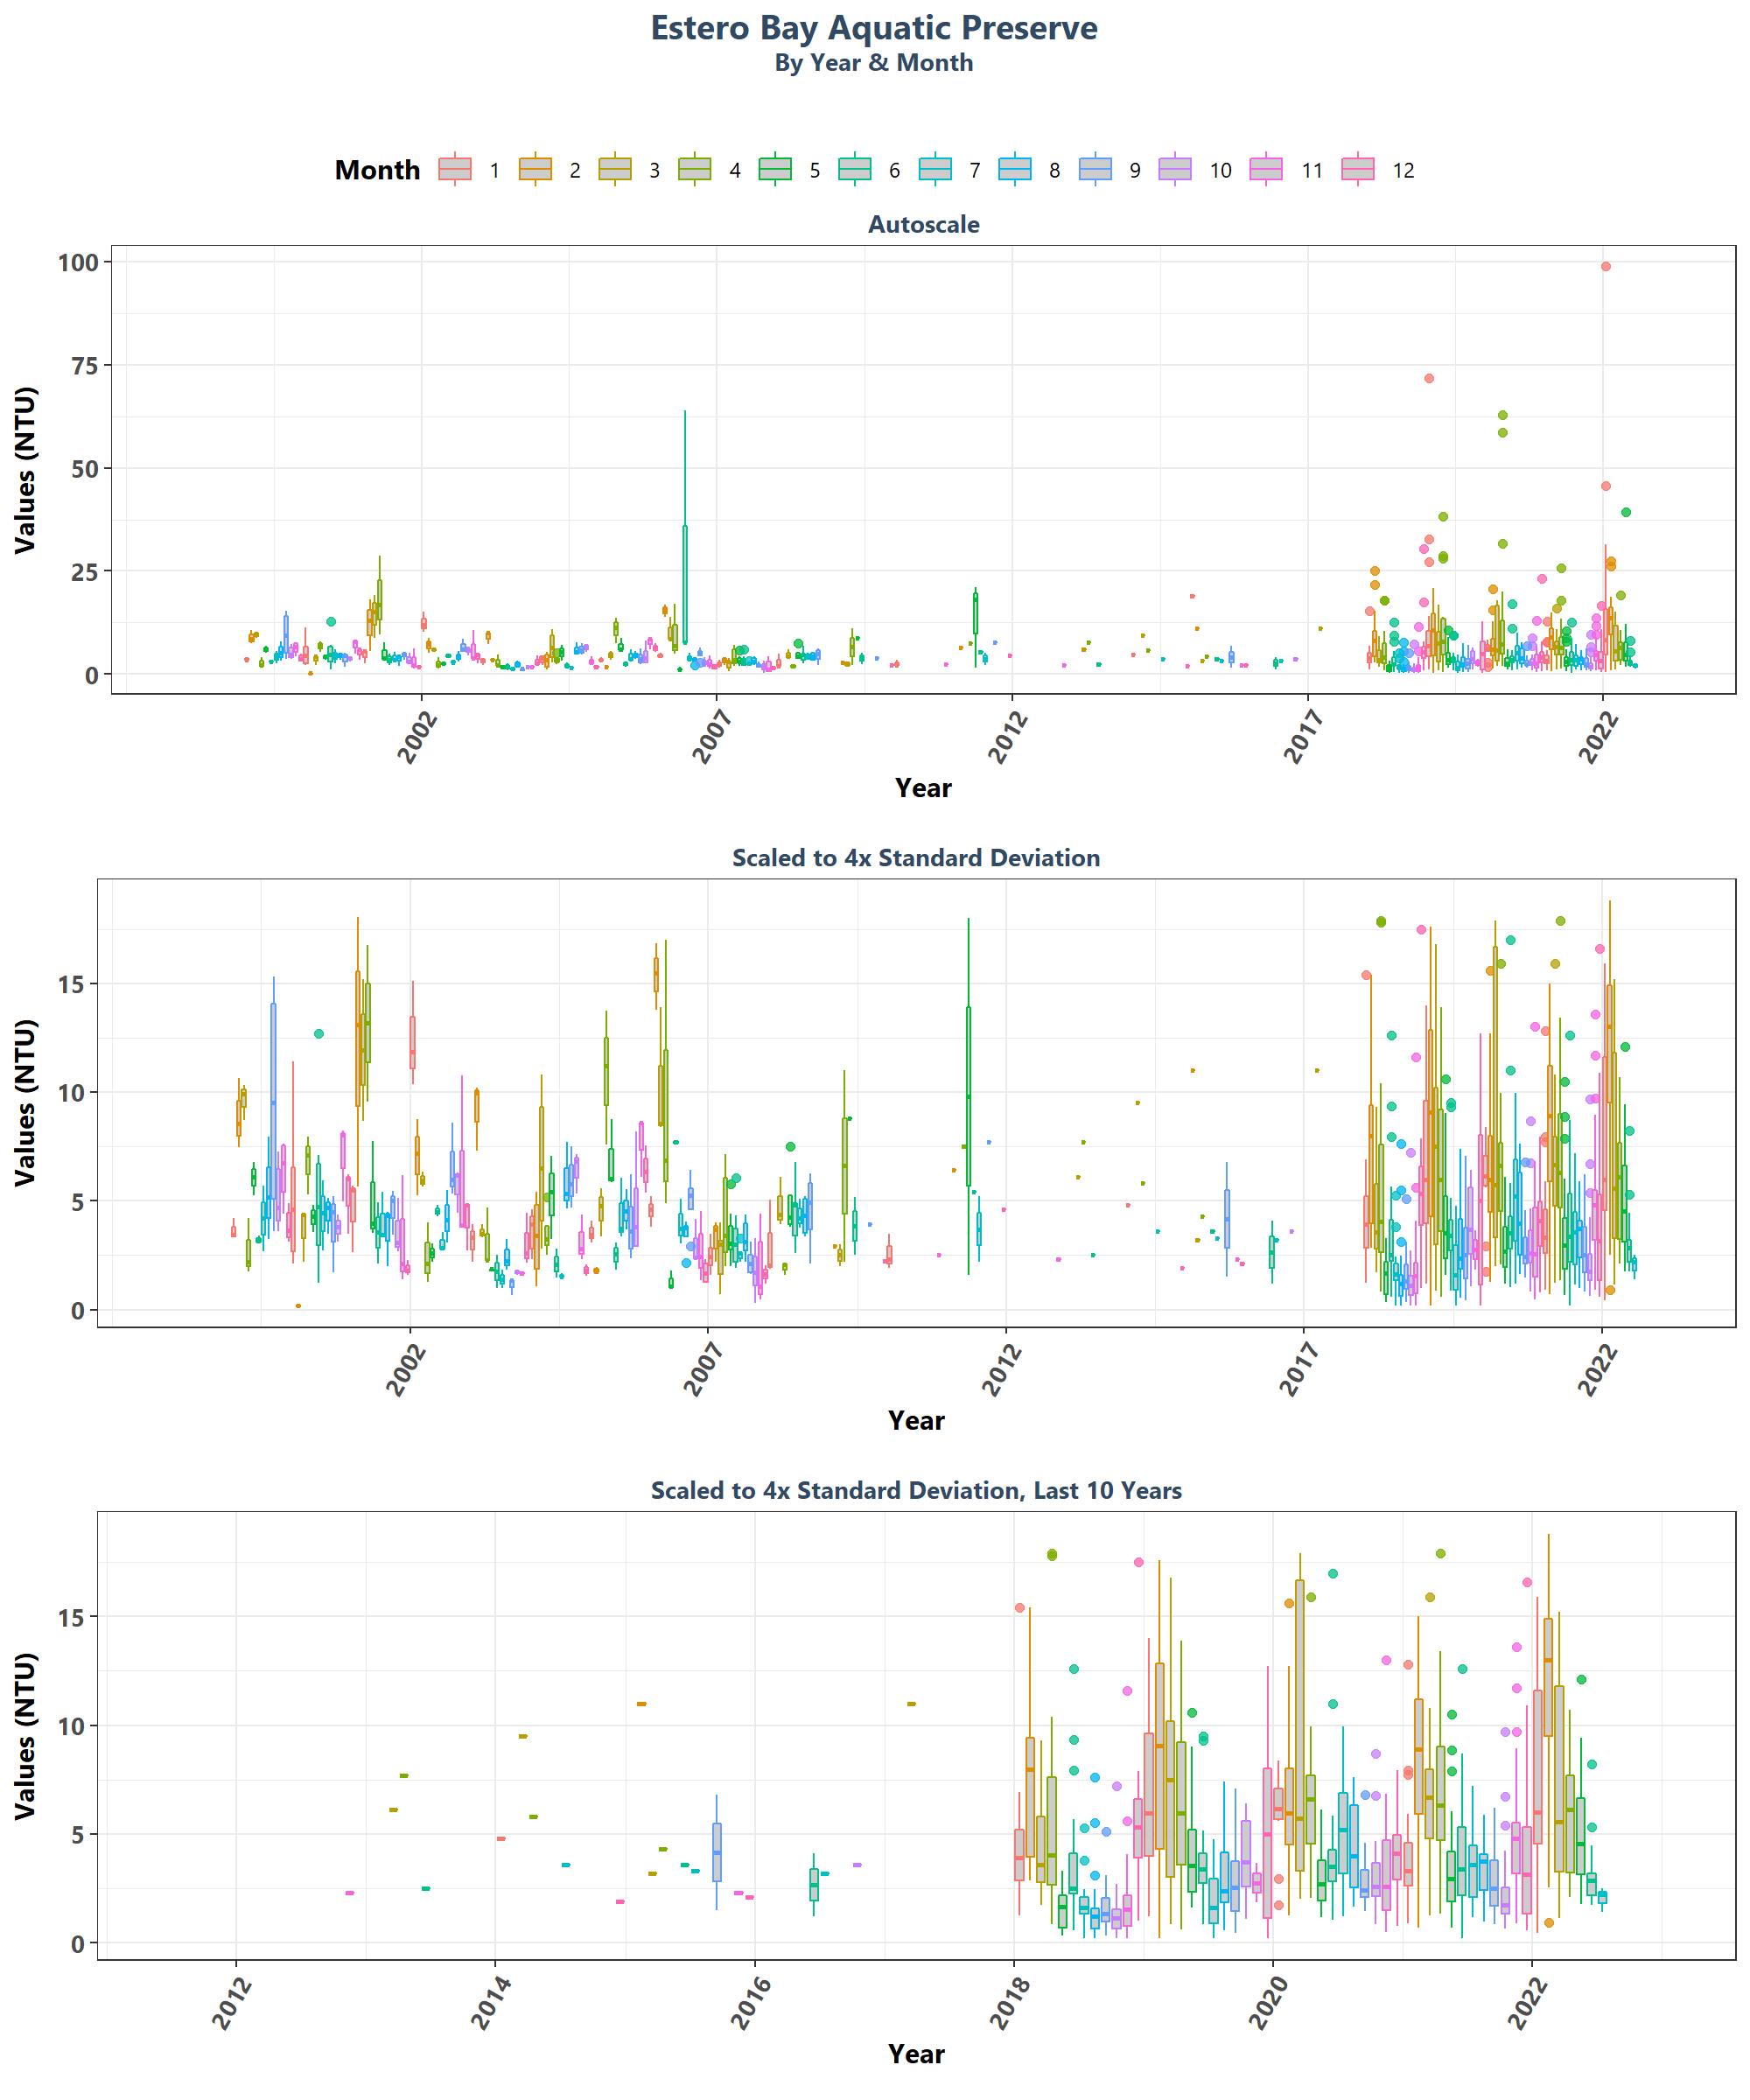 Estero Bay Aquatic Preserve
By Year & Month
Month 1 2 3 4 5 6 7 8 9 10 11 12
Autoscale
Values (NTU)
100
75
50
25
0
2002 2007 2012 2017 2022
Year
Scaled to 4x Standard Deviation
Values (NTU)
15
10
5
0
2002 2007 2012 2017 2022
Year
Scaled to 4x Standard Deviation, Last 10 Years
Values (NTU)
15
10
5
0
2012 2014 2016 2018 2020 2022
Year